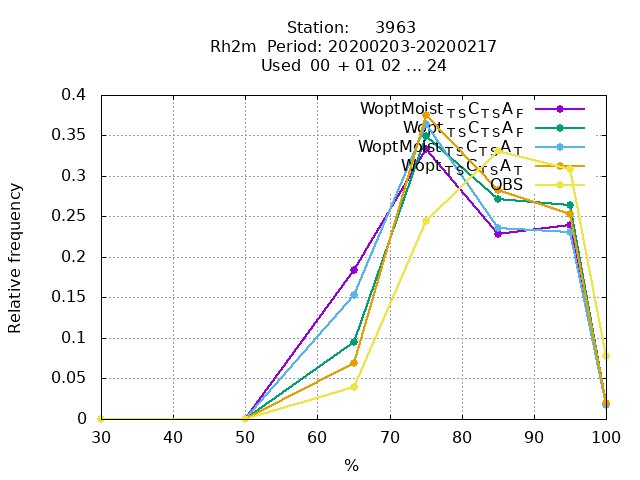 Station: 3963
Rh2m Period: 20200203-20200217
Used 00 + 01 02 ... 24
0.4
0.35
0.3
0.25
0.2
0.15
0.1
0.05
0
Relative frequency
WoptMoist_TS C_TS A_F
Wopt_TS C_TS A_F
WoptMoist_TS C_TS A_T
Wopt_TS C_TS A_T
OBS
30 40 50 60 70 80 90 100
%